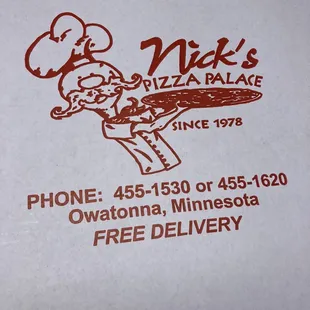 Nick's
PIZZA PALACE
SINCE 1978
PHONE: 455-1530 or 455-1620
Owatonna, Minnesota
FREE DELIVERY